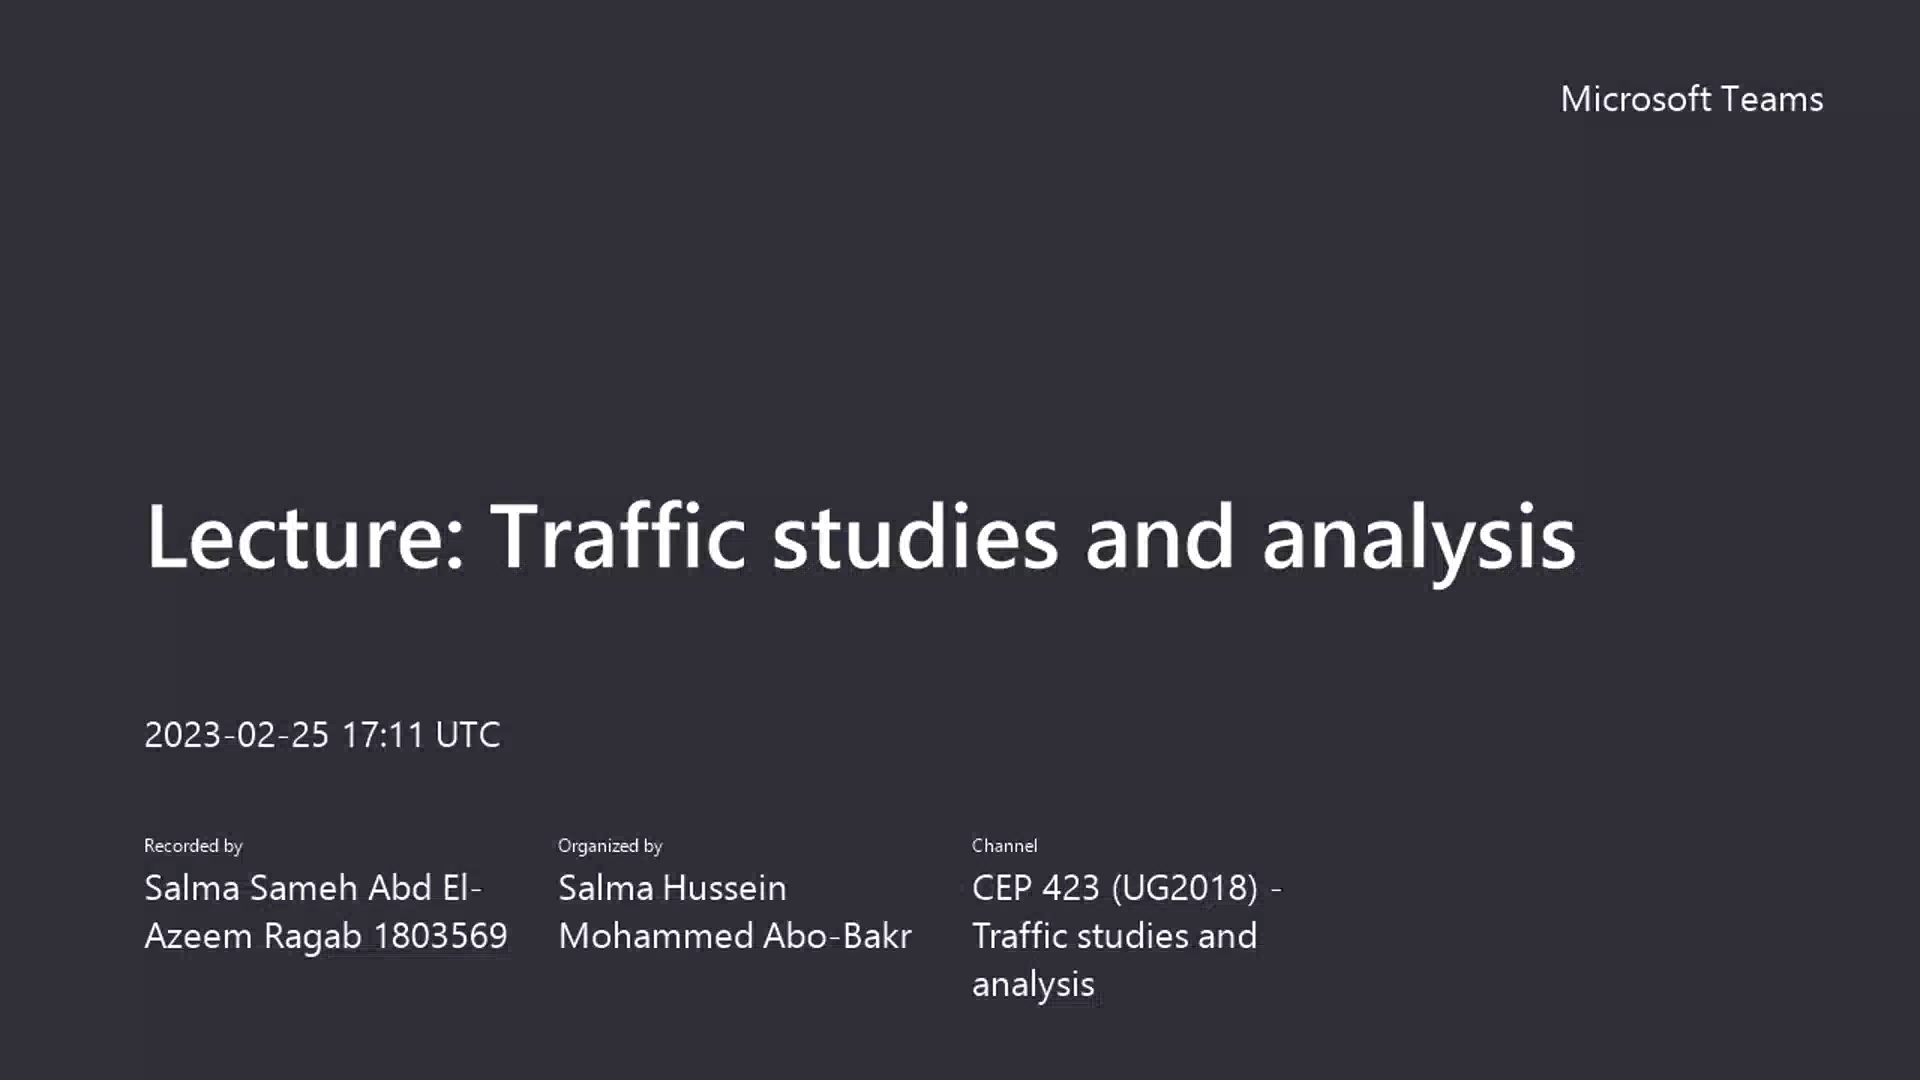 Microsoft Teams
Lecture: Traffic studies and analysis
2023-02-25 17:11 UTC
Recorded by
Salma Sameh Abd El-
Azeem Ragab 1803569
Organized by
Salma Hussein
Mohammed Abo-Bakr
Channel
CEP 423 (UG2018) -
Traffic studies and
analysis